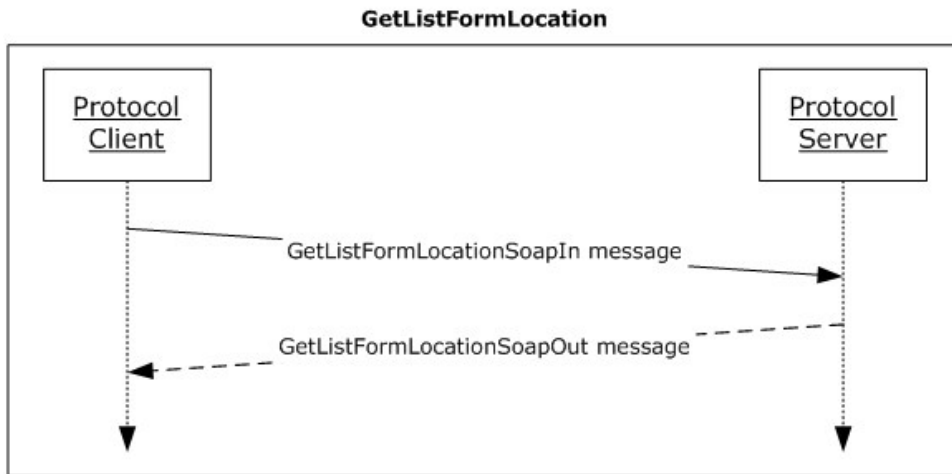 GetListFormLocation
Protocol
Client
Protocol
Server
GetListFormLocationSoapIn message
GetListFormLocationSoapOut message